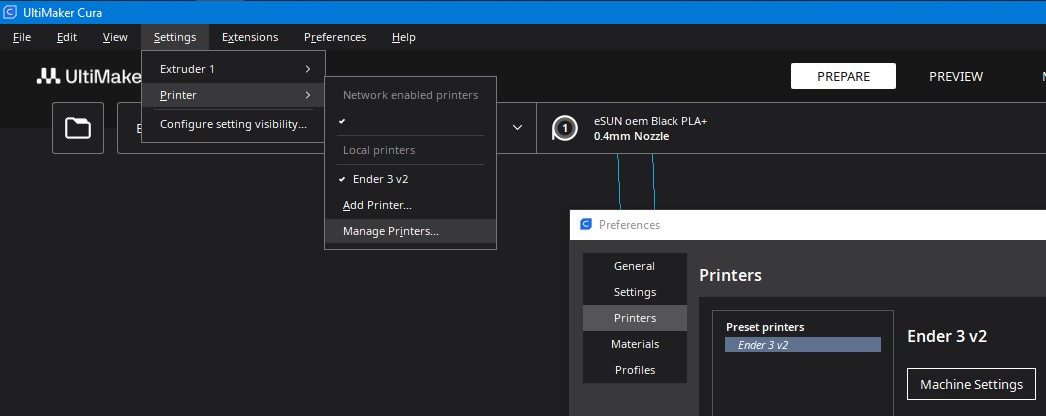 UltiMaker Cura
File Edit View Settings Extensions Preferences Help
UltiMake
PREPARE PREVIEW
Extruder 1
Printer
Configure setting visibility...
Network enabled printers
Local printers
Ender 3 v2
Add Printer...
Manage Printers...
1
eSUN oem Black PLA+
0.4mm Nozzle
Preferences
General
Settings
Printers
Materials
Profiles
Printers
Preset printers
Ender 3 v2
Ender 3 v2
Machine Settings